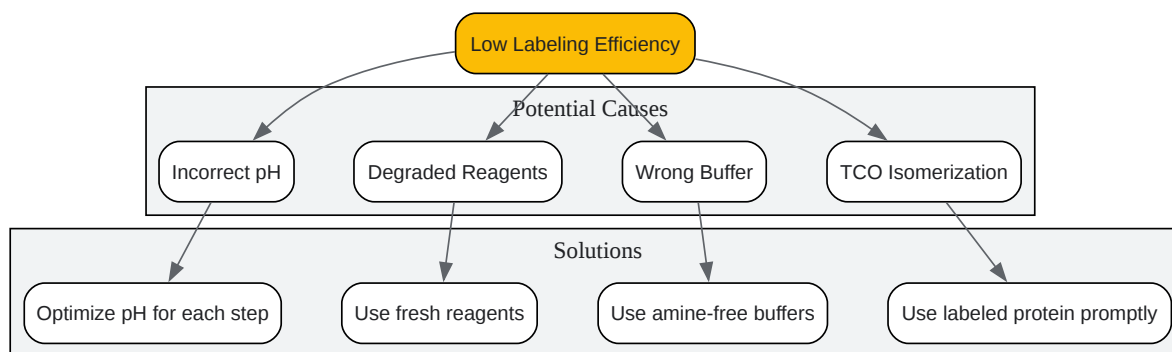 Low Labeling Efficiency
Potential Causes
Incorrect pH
Degraded Reagents
Wrong Buffer
TCO Isomerization
Solutions
Optimize pH for each step
Use fresh reagents
Use amine-free buffers
Use labeled protein promptly